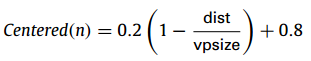 Centered(n) = 0.2 (1 − dist/vpsize) + 0.8